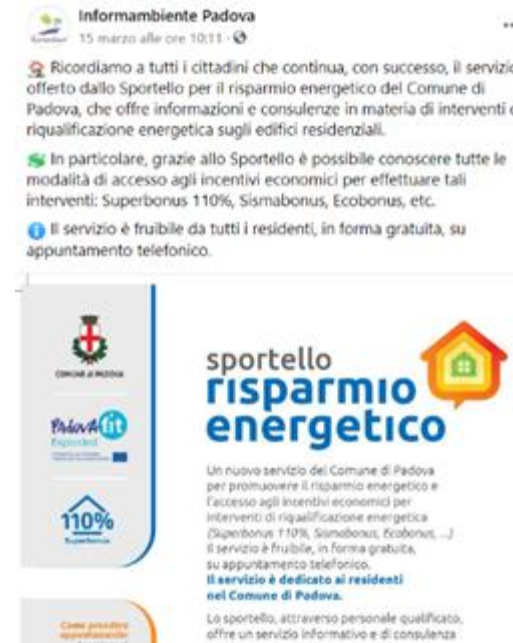 Informambiente Padova
15 marzo alle ore 10:11 ·
Ricordiamo a tutti i cittadini che continua, con successo, il servizio
offerto dallo Sportello per il risparmio energetico del Comune di
Padova, che offre informazioni e consulenze in materia di interventi
riqualificazione energetica sugli edifici residenziali.
In particolare, grazie allo Sportello è possibile conoscere tutte le
modalità di accesso agli incentivi economici per effettuare tali
interventi: Superbonus 110%, Sismabonus, Ecobonus, etc.
Il servizio è fruibile da tutti i residenti, in forma gratuita, su
appuntamento telefonico.
COMUNE DI PADOVA
PadovA fit
Expanded
110%
Superbonus
Come prendere
appuntamento:
sportello
risparmio
energetico
Un nuovo servizio del Comune di Padova
per promuovere il risparmio energetico e
l'accesso agli incentivi economici per
interventi di riqualificazione energetica
(Superbonus 110%, Sismabonus, Ecobonus, ...)
Il servizio è fruibile, in forma gratuita,
su appuntamento telefonico.
Il servizio è dedicato ai residenti
nel Comune di Padova.
Lo sportello, attraverso personale qualificato,
offre un servizio informativo e di consulenza